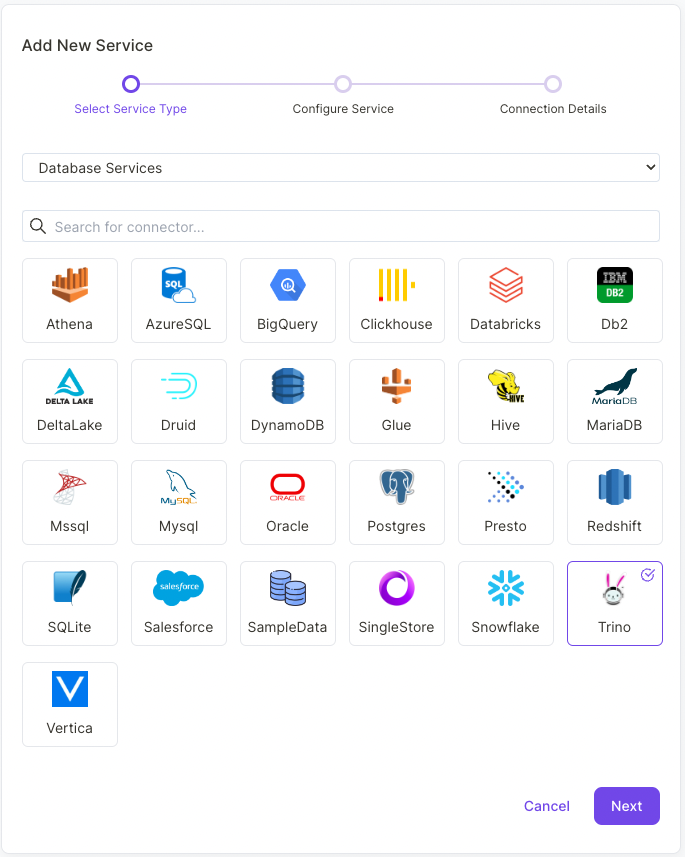 Add New Service
Select Service Type Configure Service Connection Details
Database Services
Search for connector...
SQL IBM DB2
Athena AzureSQL BigQuery Clickhouse Databricks Db2
DELTA LAKE HIVE MariaDB
DeltaLake Druid DynamoDB Glue Hive MariaDB
MySQL ORACLE
Mssql Mysql Oracle Postgres Presto Redshift
salesforce
SQLite Salesforce SampleData SingleStore Snowflake Trino
V
Vertica
Cancel Next